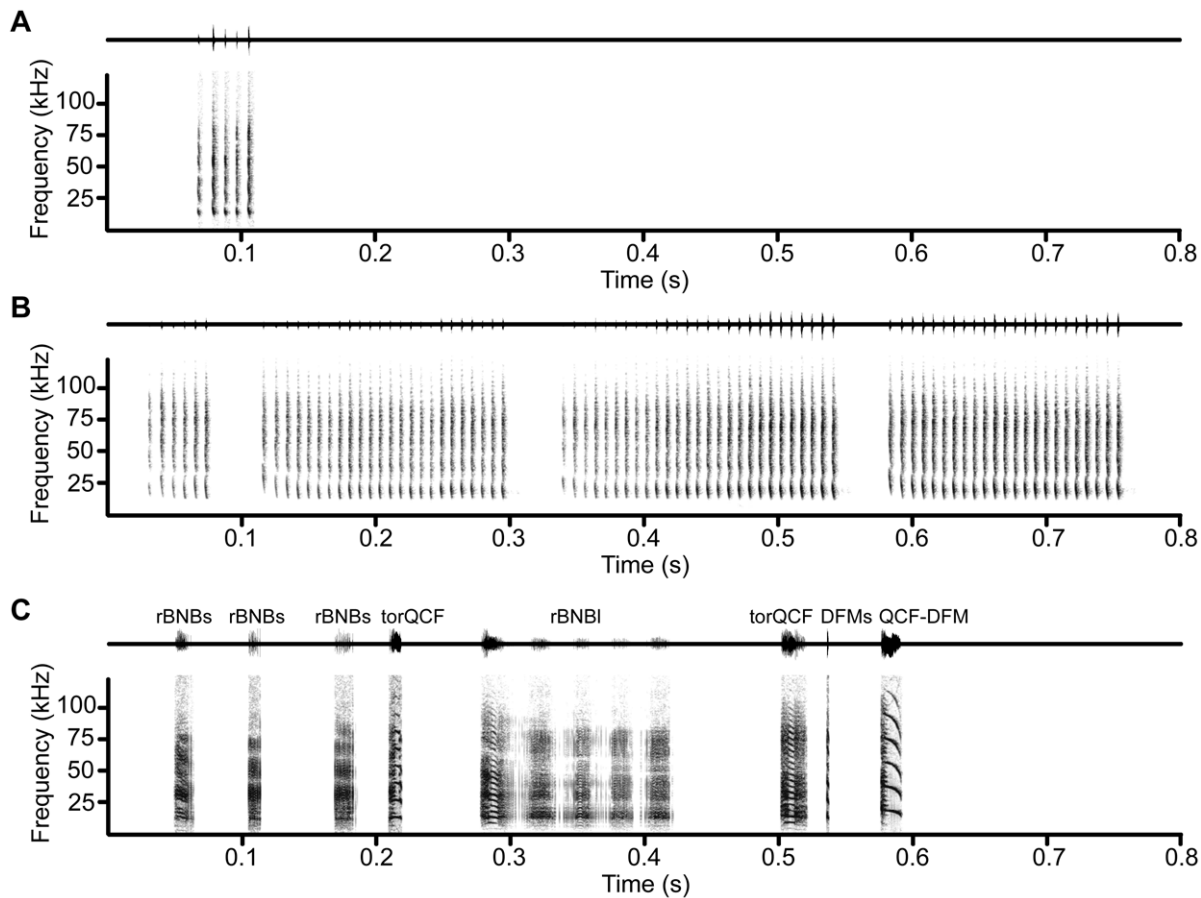 A
Frequency (kHz)
100
75
50
25
0.1 0.2 0.3 0.4 0.5 0.6 0.7 0.8
Time (s)
B
Frequency (kHz)
100
75
50
25
0.1 0.2 0.3 0.4 0.5 0.6 0.7 0.8
Time (s)
C
rBNBs rBNBs rBNBs torQCF rBNBl torQCF DFMs QCF-DFM
Frequency (kHz)
100
75
50
25
0.1 0.2 0.3 0.4 0.5 0.6 0.7 0.8
Time (s)